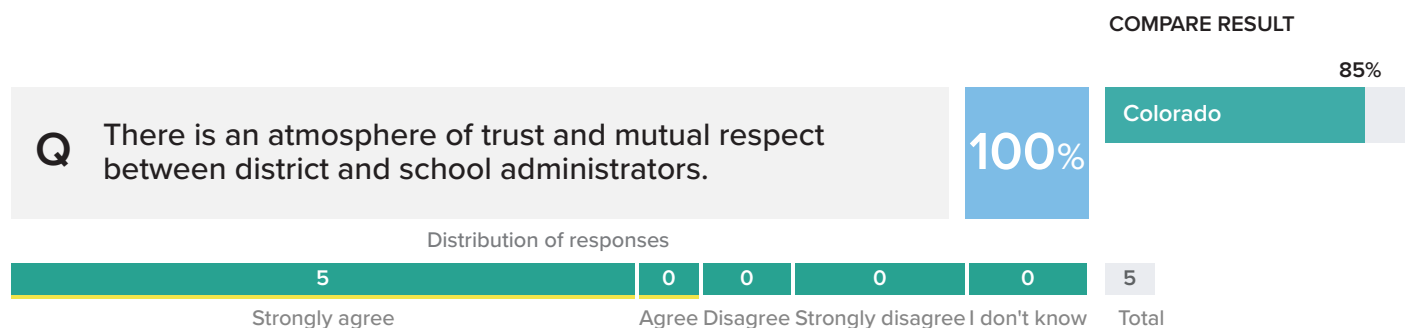 COMPARE RESULT
85%
Q
There is an atmosphere of trust and mutual respect
between district and school administrators.
100%
Colorado
Distribution of responses
5 0 0 0 0 5
Strongly agree Agree Disagree Strongly disagree I don't know Total